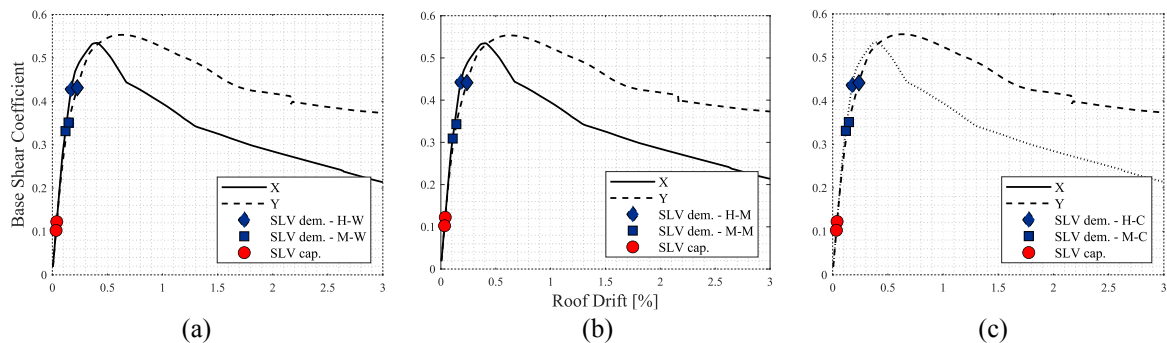 0.6
0.5
0.4
0.3
0.2
0.1
0
Base Shear Coefficient
X
Y
SLV dem. - H-W
SLV dem. - M-W
SLV cap.
0 0.5 1 1.5 2 2.5 3
(a)
0.6
0.5
0.4
0.3
0.2
0.1
0
X
Y
SLV dem. - H-M
SLV dem. - M-M
SLV cap.
0 0.5 1 1.5 2 2.5 3
Roof Drift [%]
(b)
0.6
0.5
0.4
0.3
0.2
0.1
0
X
Y
SLV dem. - H-C
SLV dem. - M-C
SLV cap.
0 0.5 1 1.5 2 2.5 3
(c)